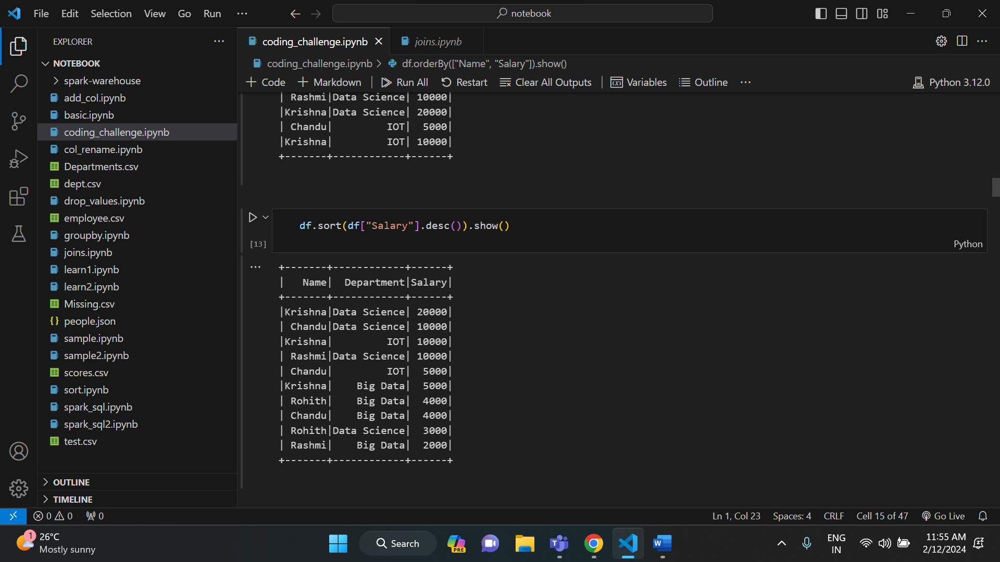 File Edit Selection View Go Run ··· notebook
EXPLORER ···
NOTEBOOK
spark-warehouse
add_col.ipynb
basic.ipynb
coding_challenge.ipynb
col_rename.ipynb
Departments.csv
dept.csv
drop_values.ipynb
employee.csv
groupby.ipynb
joins.ipynb
learn1.ipynb
learn2.ipynb
Missing.csv
people.json
sample.ipynb
sample2.ipynb
scores.csv
sort.ipynb
spark_sql.ipynb
spark_sql2.ipynb
test.csv
OUTLINE
TIMELINE
coding_challenge.ipynb joins.ipynb
coding_challenge.ipynb > df.orderBy(["Name", "Salary"]).show()
+ Code + Markdown Run All Restart Clear All Outputs Variables Outline ··· Python 3.12.0
| Rashmi|Data Science| 10000|
|Krishna|Data Science| 20000|
| Chandu|         IOT|  5000|
|Krishna|         IOT| 10000|
+-------+------------+------+
df.sort(df["Salary"].desc()).show()
[13] Python
+-------+------------+------+
|   Name|  Department|Salary|
+-------+------------+------+
|Krishna|Data Science| 20000|
| Chandu|Data Science| 10000|
|Krishna|         IOT| 10000|
| Rashmi|Data Science| 10000|
| Chandu|         IOT|  5000|
|Krishna|    Big Data|  5000|
| Rohith|    Big Data|  4000|
| Chandu|    Big Data|  4000|
| Rohith|Data Science|  3000|
| Rashmi|    Big Data|  2000|
+-------+------------+------+
0 0 0 Ln 1, Col 23 Spaces: 4 CRLF Cell 15 of 47 Go Live
1 26°C
Mostly sunny
Search
PRE
ENG
IN
11:55 AM
2/12/2024